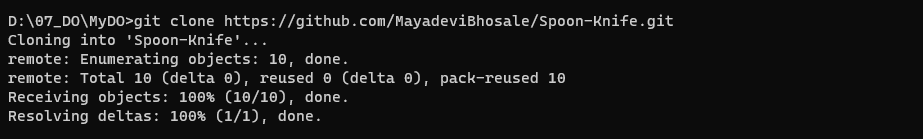 D:\07_DO\MyDO>git clone https://github.com/MayadeviBhosale/Spoon-Knife.git
Cloning into 'Spoon-Knife'...
remote: Enumerating objects: 10, done.
remote: Total 10 (delta 0), reused 0 (delta 0), pack-reused 10
Receiving objects: 100% (10/10), done.
Resolving deltas: 100% (1/1), done.